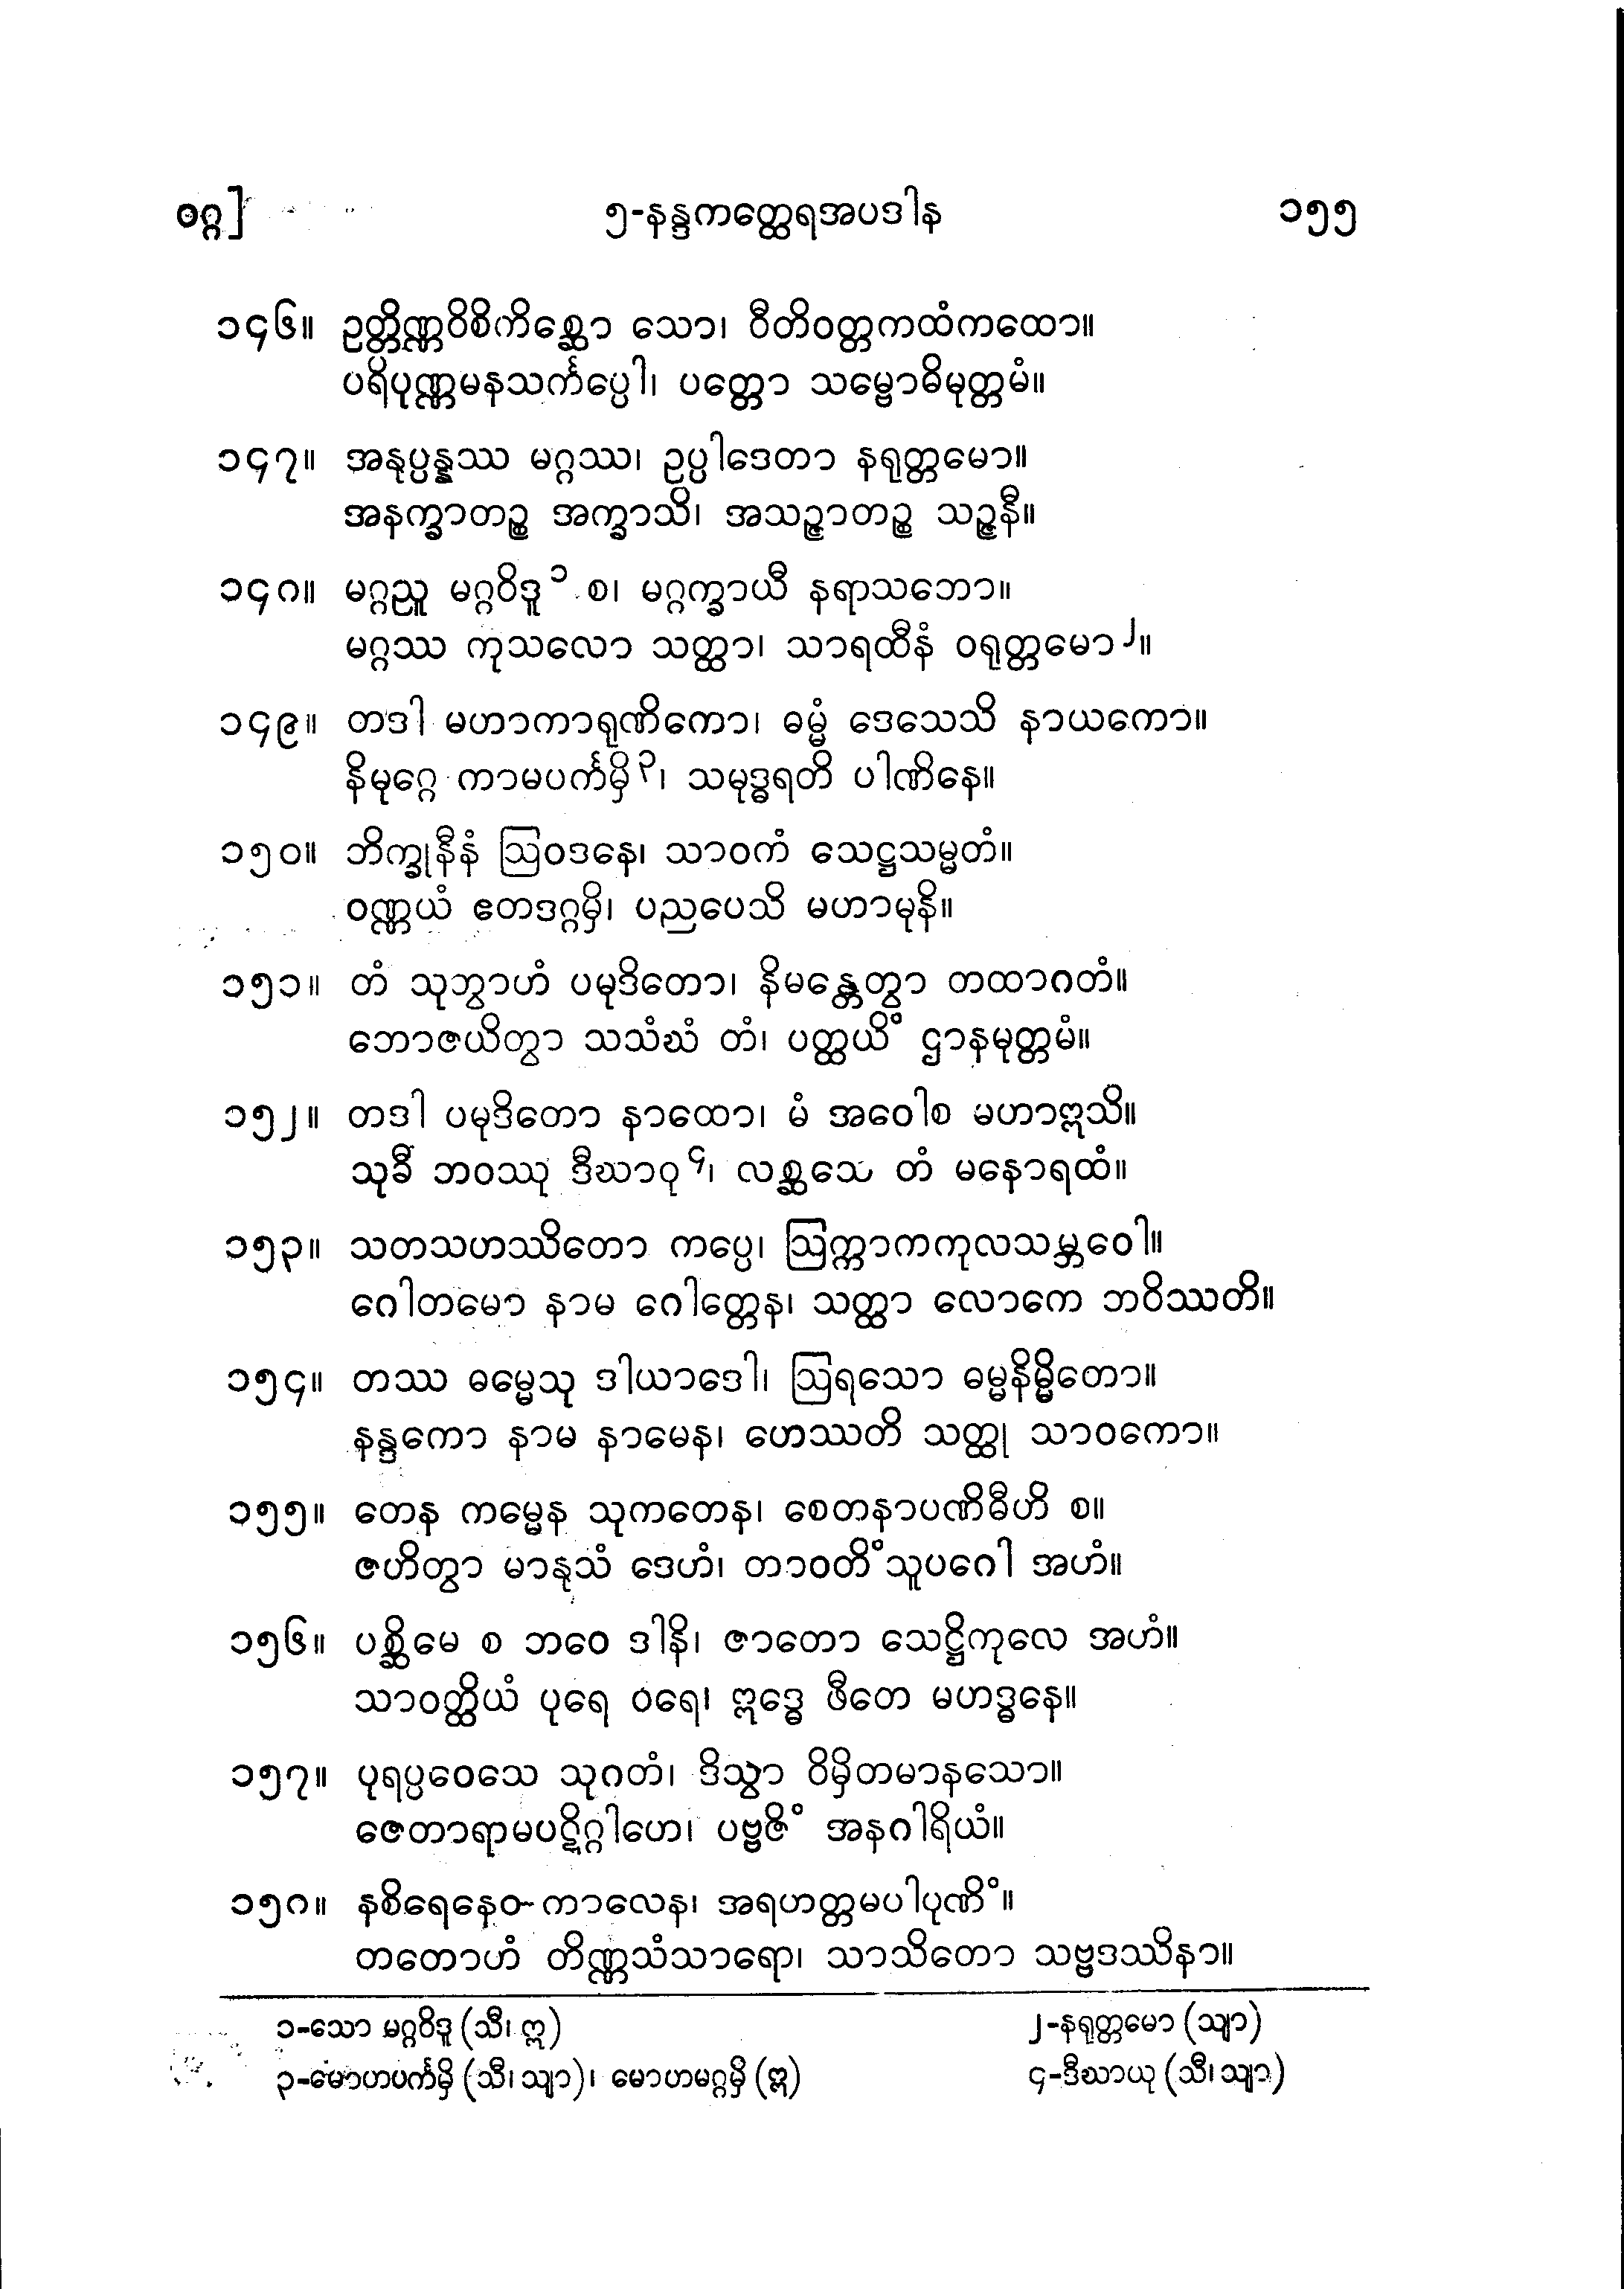 ဝဂ္ဂ] ၅-နန္ဒကတ္ထေရအပဒါန ၁၅၅
၁၄၆။ ဥတ္တိဏ္ဏဝိစိကိစ္ဆော သော၊ ဝီတိဝတ္တကထံကထော။
ပရိပုဏ္ဏမနသင်္ကပ္ပေါ၊ ပတ္တော သမ္ဗောဓိမုတ္တမံ။
၁၄၇။ အနုပ္ပန္နဿ မဂ္ဂဿ၊ ဥပ္ပါဒေတာ နရုတ္တမော။
အနက္ခာတဉ္စ အက္ခာသိ၊ အသဉ္ဇာတဉ္စ သဉ္ဇနီ။
၁၄၈။ မဂ္ဂညူ မဂ္ဂဝိဒူ ၁ စ၊ မဂ္ဂက္ခာယီ နရာသဘော။
မဂ္ဂဿ ကုသလော သတ္ထာ၊ သာရထီနံ ဝရုတ္တမော ၂။
၁၄၉။ တဒါ မဟာကာရုဏိကော၊ ဓမ္မံ ဒေသေသိ နာယကော။
နိမုဂ္ဂေ ကာမပင်္ကမှိ ၃၊ သမုဒ္ဓရတိ ပါဏိနေ။
၁၅၀။ ဘိက္ခုနီနံ ဩဝဒနေ၊ သာဝကံ သေဋ္ဌသမ္မတံ။
ဝဏ္ဏယံ ဧတဒဂ္ဂမှိ၊ ပညပေသိ မဟာမုနိ။
၁၅၁။ တံ သုတွာဟံ ပမုဒိတော၊ နိမန္တေတွာ တထာဂတံ။
ဘောဇယိတွာ သသံဃံ တံ၊ ပတ္ထယိံ ဌာနမုတ္တမံ။
၁၅၂။ တဒါ ပမုဒိတော နာထော၊ မံ အဝေါစ မဟာဣသိ။
သုခီ ဘဝဿု ဒီဃာဝု ၄၊ လစ္ဆသေ တံ မနောရထံ။
၁၅၃။ သတသဟဿိတော ကပ္ပေ၊ ဩက္ကာကကုလသမ္ဘဝေါ။
ဂေါတမော နာမ ဂေါတ္တေန၊ သတ္ထာ လောကေ ဘဝိဿတိ။
၁၅၄။ တဿ ဓမ္မေသု ဒါယာဒေါ၊ ဩရသော ဓမ္မနိမ္မိတော။
နန္ဒကော နာမ နာမေန၊ ဟေဿတိ သတ္ထု သာဝကော။
၁၅၅။ တေန ကမ္မေန သုကတေန၊ စေတနာပဏိဓီဟိ စ။
ဇဟိတွာ မာနုသံ ဒေဟံ၊ တာဝတိံသူပဂေါ အဟံ။
၁၅၆။ ပစ္ဆိမေ စ ဘဝေ ဒါနိ၊ ဇာတော သေဋ္ဌိကုလေ အဟံ။
သာဝတ္ထိယံ ပုရေ ဝရေ၊ ဣဒ္ဓေ ဖီတေ မဟဒ္ဓနေ။
၁၅၇။ ပုရပ္ပဝေသေ သုဂတံ၊ ဒိသွာ ဝိမှိတမာနသော။
ဇေတာရာမပဋိဂ္ဂါဟေ၊ ပဗ္ဗဇိံ အနဂါရိယံ။
၁၅၈။ နစိရေနေဝ ကာလေန၊ အရဟတ္တမပါပုဏိံ။
တတောဟံ တိဏ္ဏသံသာရော၊ သာသိတော သဗ္ဗဒဿိနာ။
၁-သော မဂ္ဂဝိဒူ (သီ၊ ဣ) ၂-နရုတ္တမော (သျာ)
၃-မောဟပင်္ကမှိ (သီ၊ သျာ)၊ မောဟမဂ္ဂမှိ (ဣ) ၄-ဒီဃာယု (သီ၊ သျာ)